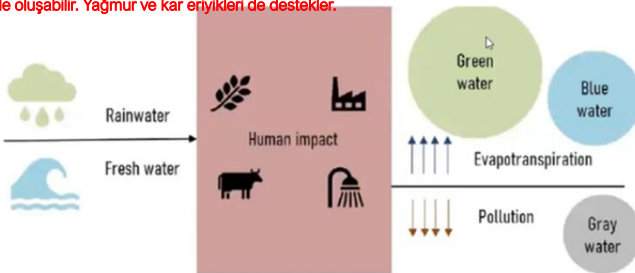 le oluşabilir. Yağmur ve kar eriyikleri de destekler.
Rainwater
Fresh water
Human impact
Green
water
Blue
water
Evapotranspiration
Pollution
Gray
water